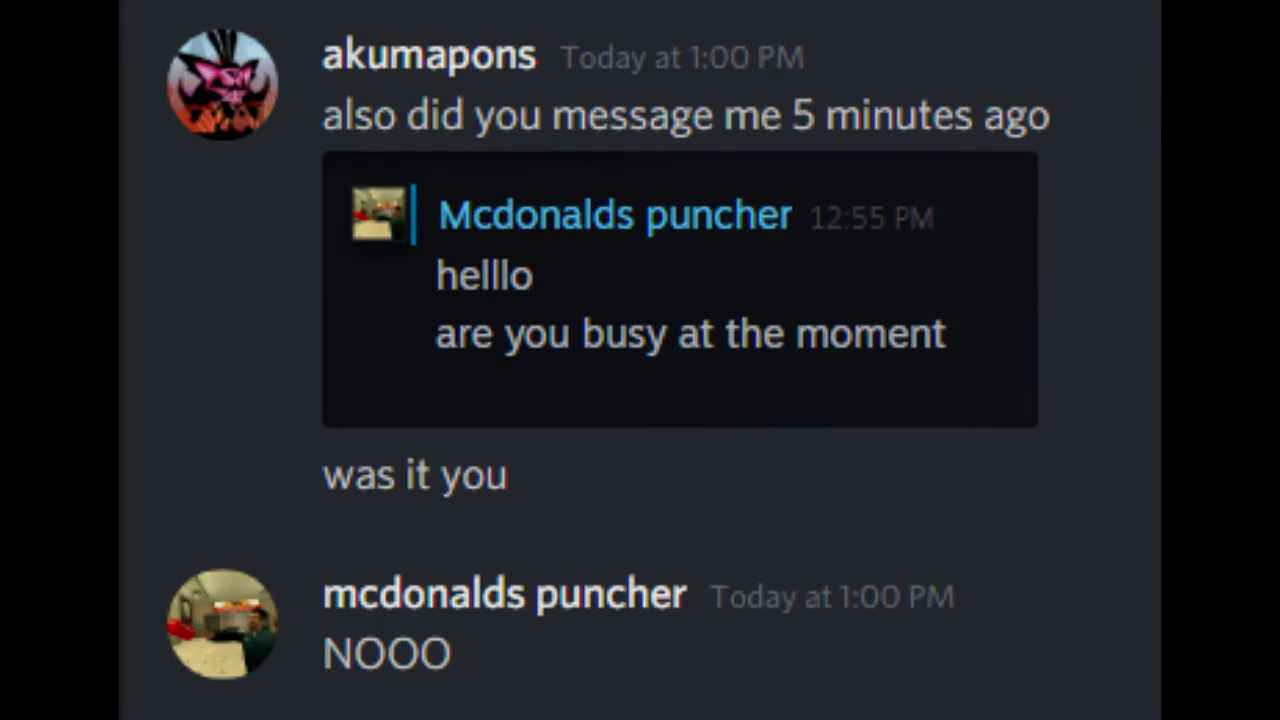 akumapons Today at 1:00 PM
also did you message me 5 minutes ago
Mcdonalds puncher 12:55 PM
helllo
are you busy at the moment
was it you
mcdonalds puncher Today at 1:00 PM
NOOO